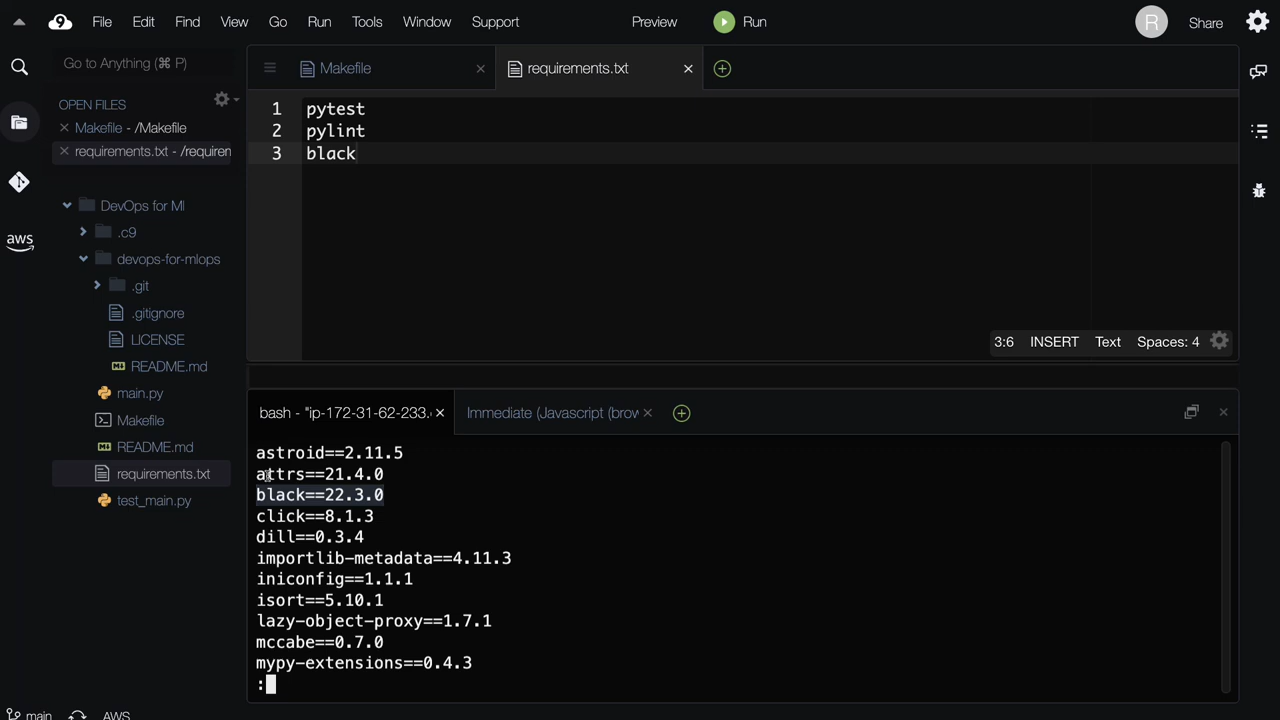 9 File Edit Find View Go Run Tools Window Support Preview Run R Share
Go to Anything (⌘ P)
Makefile
requirements.txt
OPEN FILES
Makefile - /Makefile
requirements.txt - /requiren
DevOps for Ml
.c9
devops-for-mlops
.git
.gitignore
LICENSE
README.md
main.py
Makefile
README.md
requirements.txt
test_main.py
aws
1 pytest
2 pylint
3 black
3:6 INSERT Text Spaces: 4
bash - "ip-172-31-62-233.
Immediate (Javascript (brow
astroid==2.11.5
attrs==21.4.0
black==22.3.0
click==8.1.3
dill==0.3.4
importlib-metadata==4.11.3
iniconfig==1.1.1
isort==5.10.1
lazy-object-proxy==1.7.1
mccabe==0.7.0
mypy-extensions==0.4.3
:
main AWS